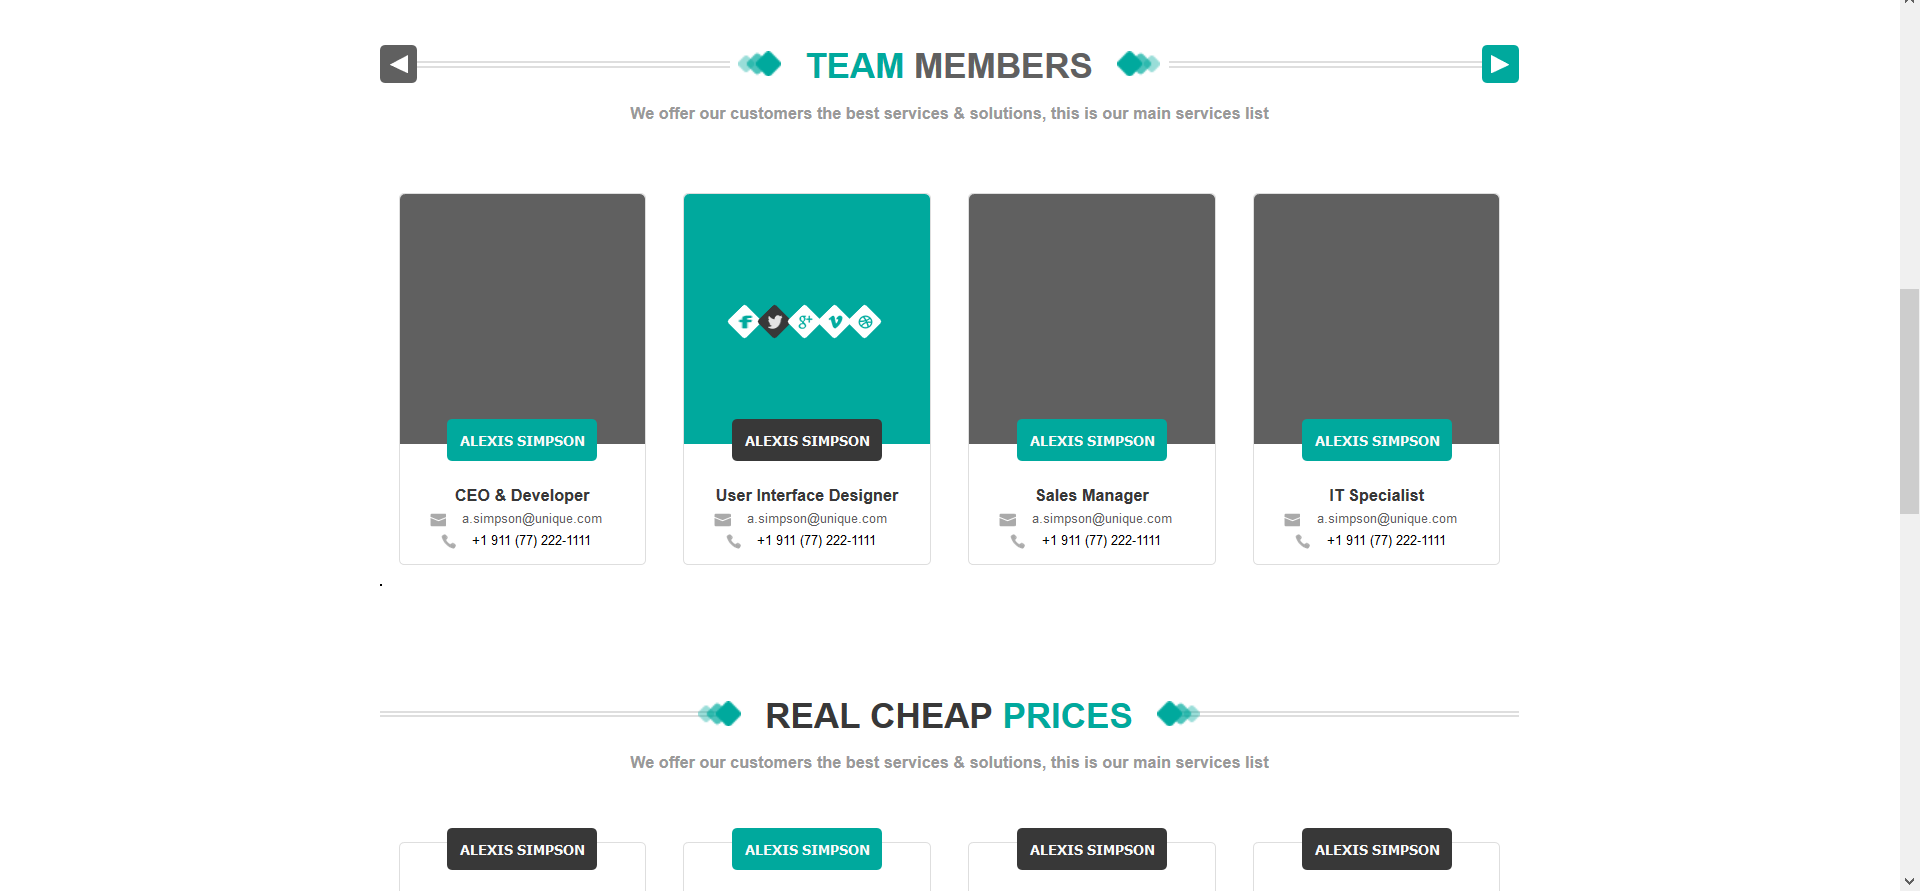 TEAM MEMBERS
We offer our customers the best services & solutions, this is our main services list
ALEXIS SIMPSON
CEO & Developer
a.simpson@unique.com
+1 911 (77) 222-1111
ALEXIS SIMPSON
User Interface Designer
a.simpson@unique.com
+1 911 (77) 222-1111
ALEXIS SIMPSON
Sales Manager
a.simpson@unique.com
+1 911 (77) 222-1111
ALEXIS SIMPSON
IT Specialist
a.simpson@unique.com
+1 911 (77) 222-1111
.
REAL CHEAP PRICES
We offer our customers the best services & solutions, this is our main services list
ALEXIS SIMPSON
ALEXIS SIMPSON
ALEXIS SIMPSON
ALEXIS SIMPSON